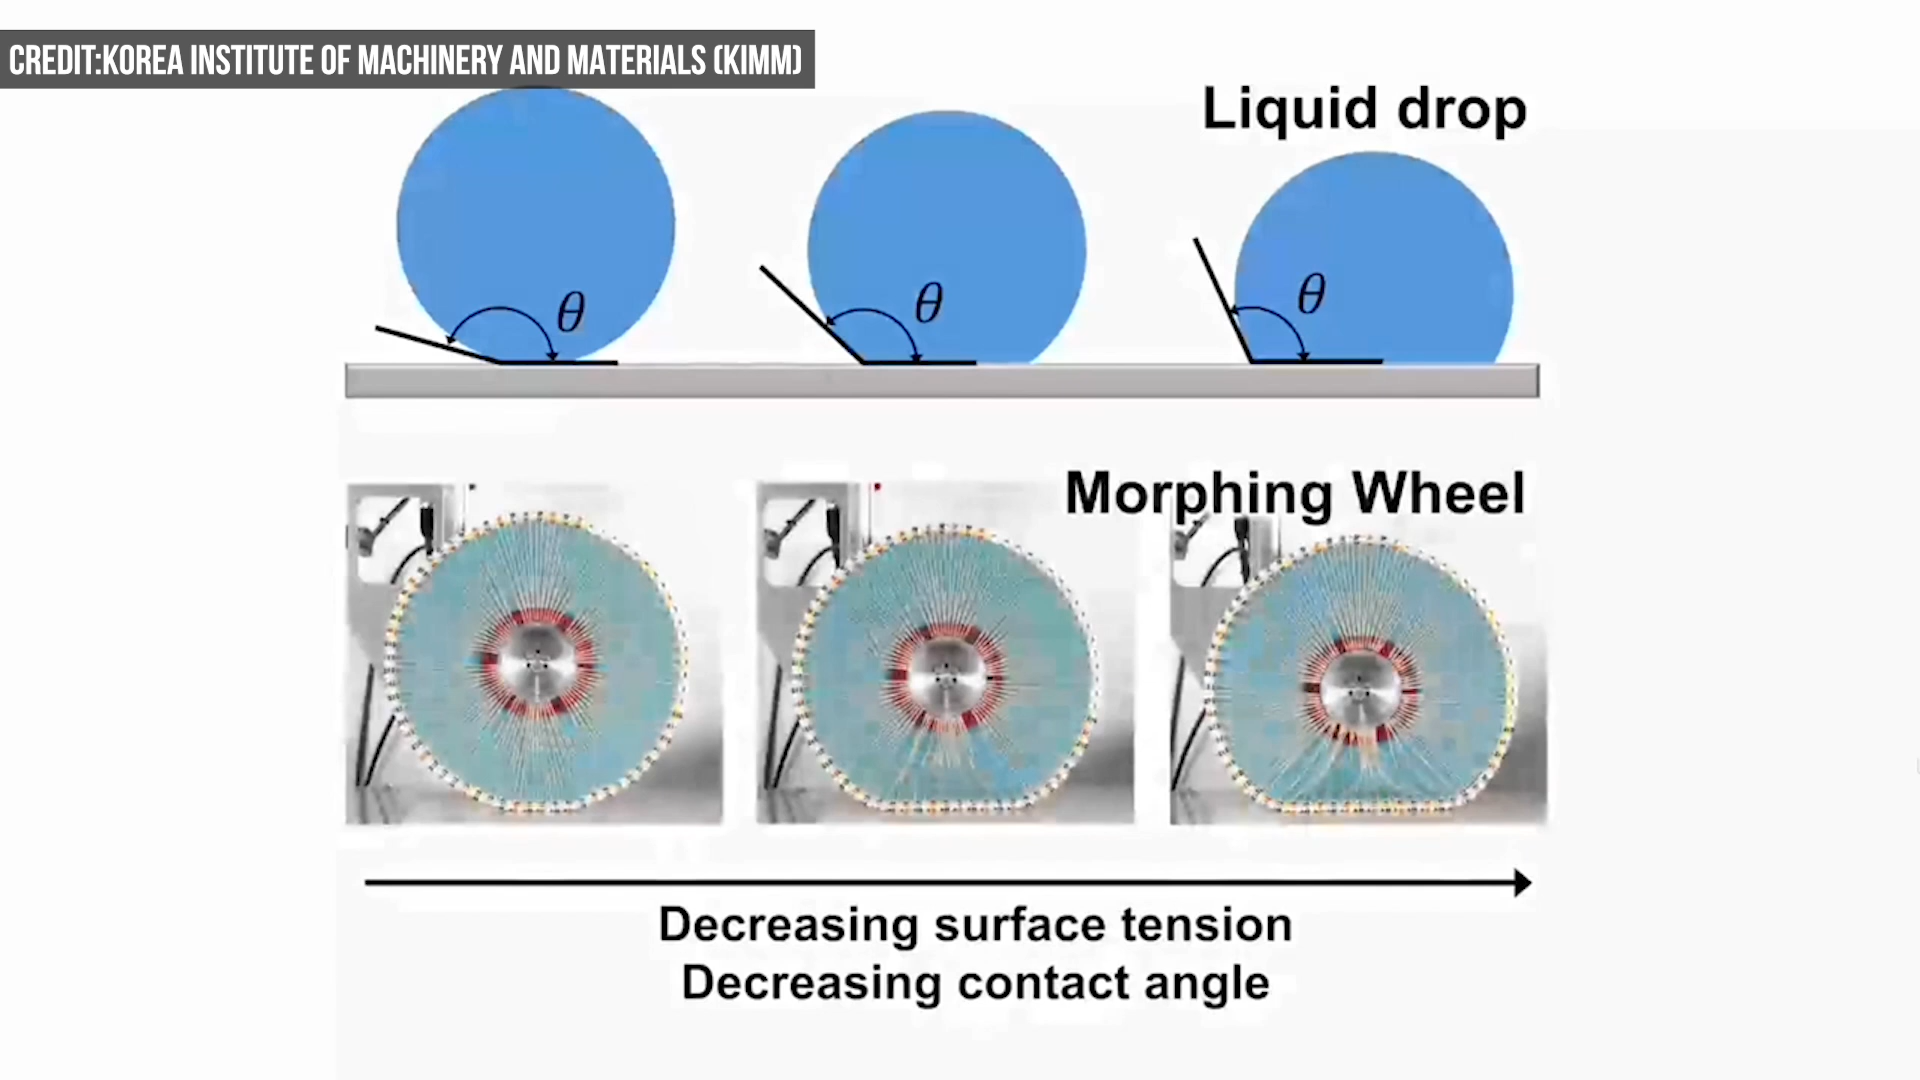 CREDIT:KOREA INSTITUTE OF MACHINERY AND MATERIALS (KIMM)
Liquid drop
θ
θ
θ
Morphing Wheel
Decreasing surface tension
Decreasing contact angle